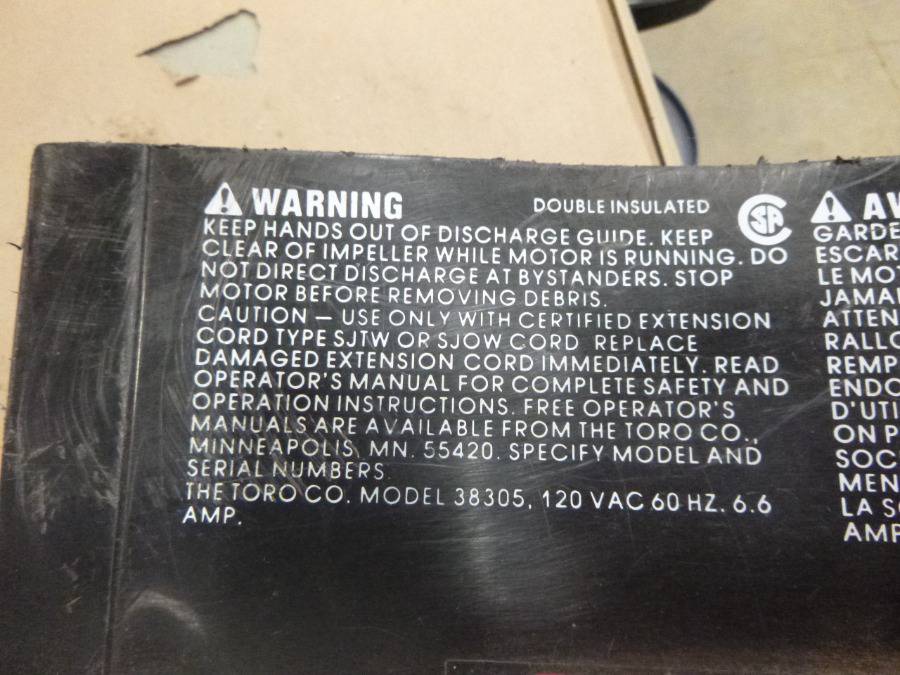 WARNING DOUBLE INSULATED
KEEP HANDS OUT OF DISCHARGE GUIDE. KEEP
CLEAR OF IMPELLER WHILE MOTOR IS RUNNING. DO
NOT DIRECT DISCHARGE AT BYSTANDERS. STOP
MOTOR BEFORE REMOVING DEBRIS.
CAUTION – USE ONLY WITH CERTIFIED EXTENSION
CORD TYPE SJTW OR SJOW CORD REPLACE
DAMAGED EXTENSION CORD IMMEDIATELY. READ
OPERATOR'S MANUAL FOR COMPLETE SAFETY AND
OPERATION INSTRUCTIONS. FREE OPERATOR'S
MANUALS ARE AVAILABLE FROM THE TORO CO.,
MINNEAPOLIS, MN. 55420. SPECIFY MODEL AND
SERIAL NUMBERS
THE TORO CO. MODEL 38305, 120 VAC 60 HZ. 6.6
AMP.
CSA
AV
GARDE
ESCAR
LE MOT
JAMAI
ATTEN
RALLO
REMP
ENDO
D'UTI
ON P
SOC
MEN
LA S
AMP